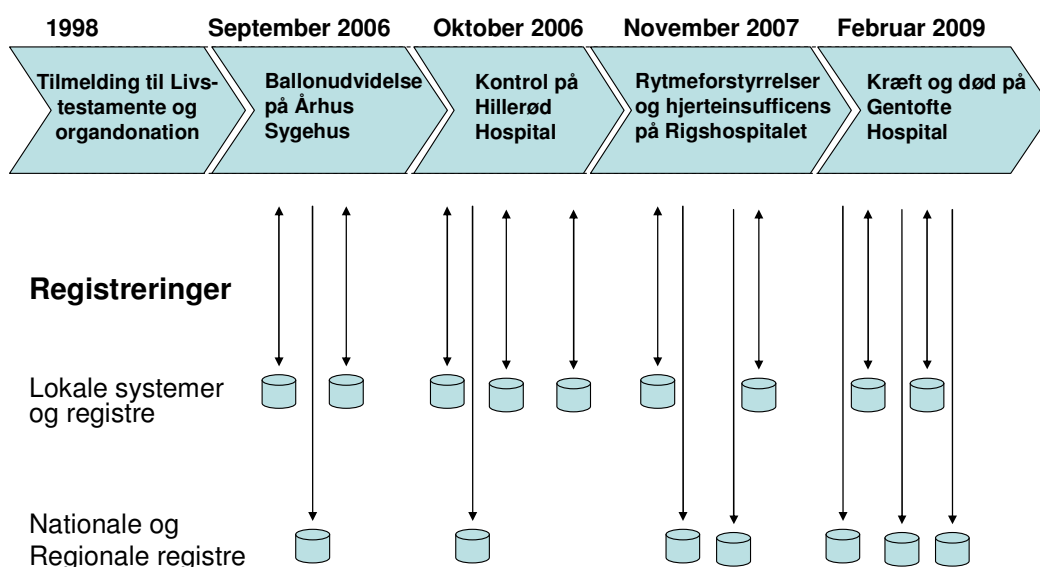 1998
September 2006
Oktober 2006
November 2007
Februar 2009
Tilmelding til Livs-
testamente og
organdonation
Ballonudvidelse
på Århus
Sygehus
Kontrol på
Hillerød
Hospital
Rytmeforstyrrelser
og hjerteinsufficens
på Rigshospitalet
Kræft og død på
Gentofte
Hospital
Registreringer
Lokale systemer
og registre
Nationale og
Regionale registre